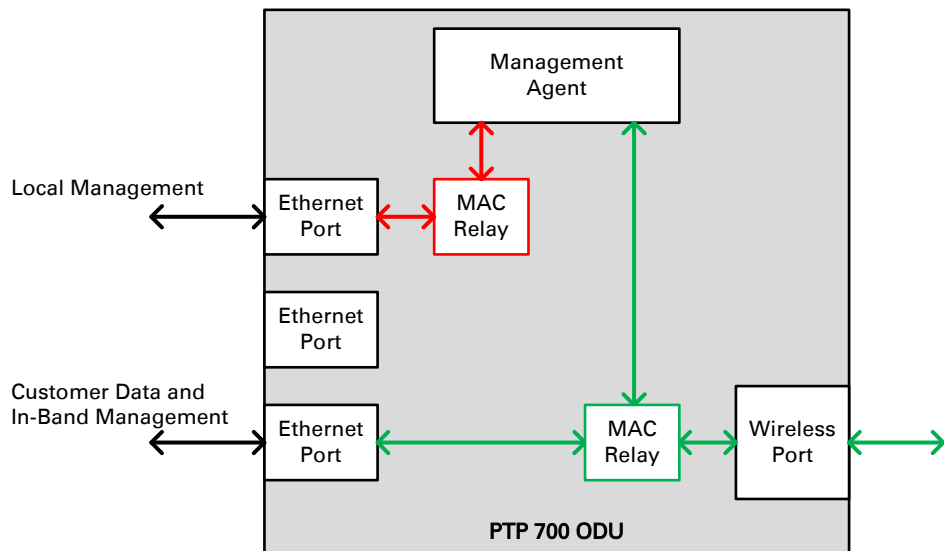 Management
Agent
Local Management
Ethernet
Port
MAC
Relay
Ethernet
Port
Customer Data and
In-Band Management
Ethernet
Port
MAC
Relay
Wireless
Port
PTP 700 ODU